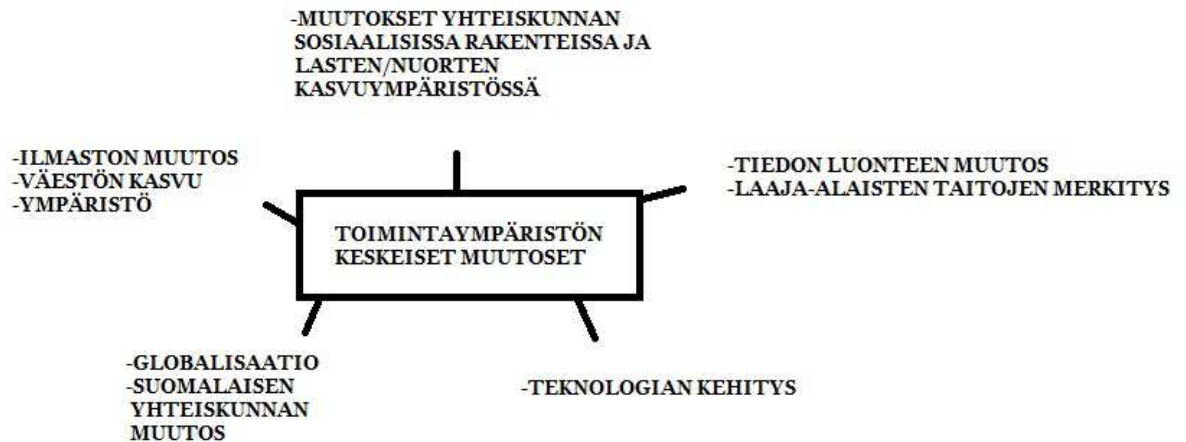 -MUUTOKSET YHTEISKUNNAN
SOSIAALISISSA RAKENTEISSA JA
LASTEN/NUORTEN
KASVUYMPÄRISTÖSSÄ
-ILMASTON MUUTOS
-VÄESTÖN KASVU
-YMPÄRISTÖ
-TIEDON LUONTEEN MUUTOS
-LAAJA-ALAISTEN TAITOJEN MERKITYS
TOIMINTAYMPÄRISTÖN
KESKEISET MUUTOSET
-GLOBALISAATIO
-SUOMALAISEN
YHTEISKUNNAN
MUUTOS
-TEKNOLOGIAN KEHITYS